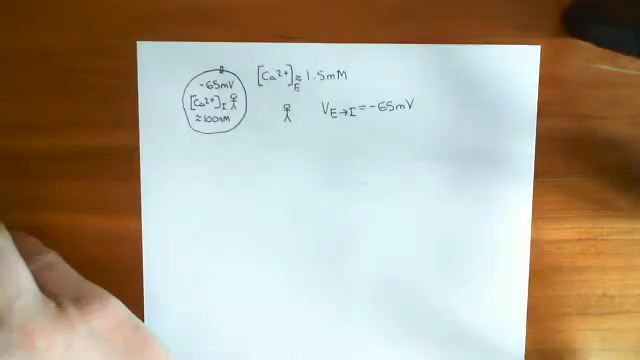 -65mV
[Ca²⁺]I
≈100nM
[Ca²⁺]E ≈ 1.5mM
VE→I = -65mV